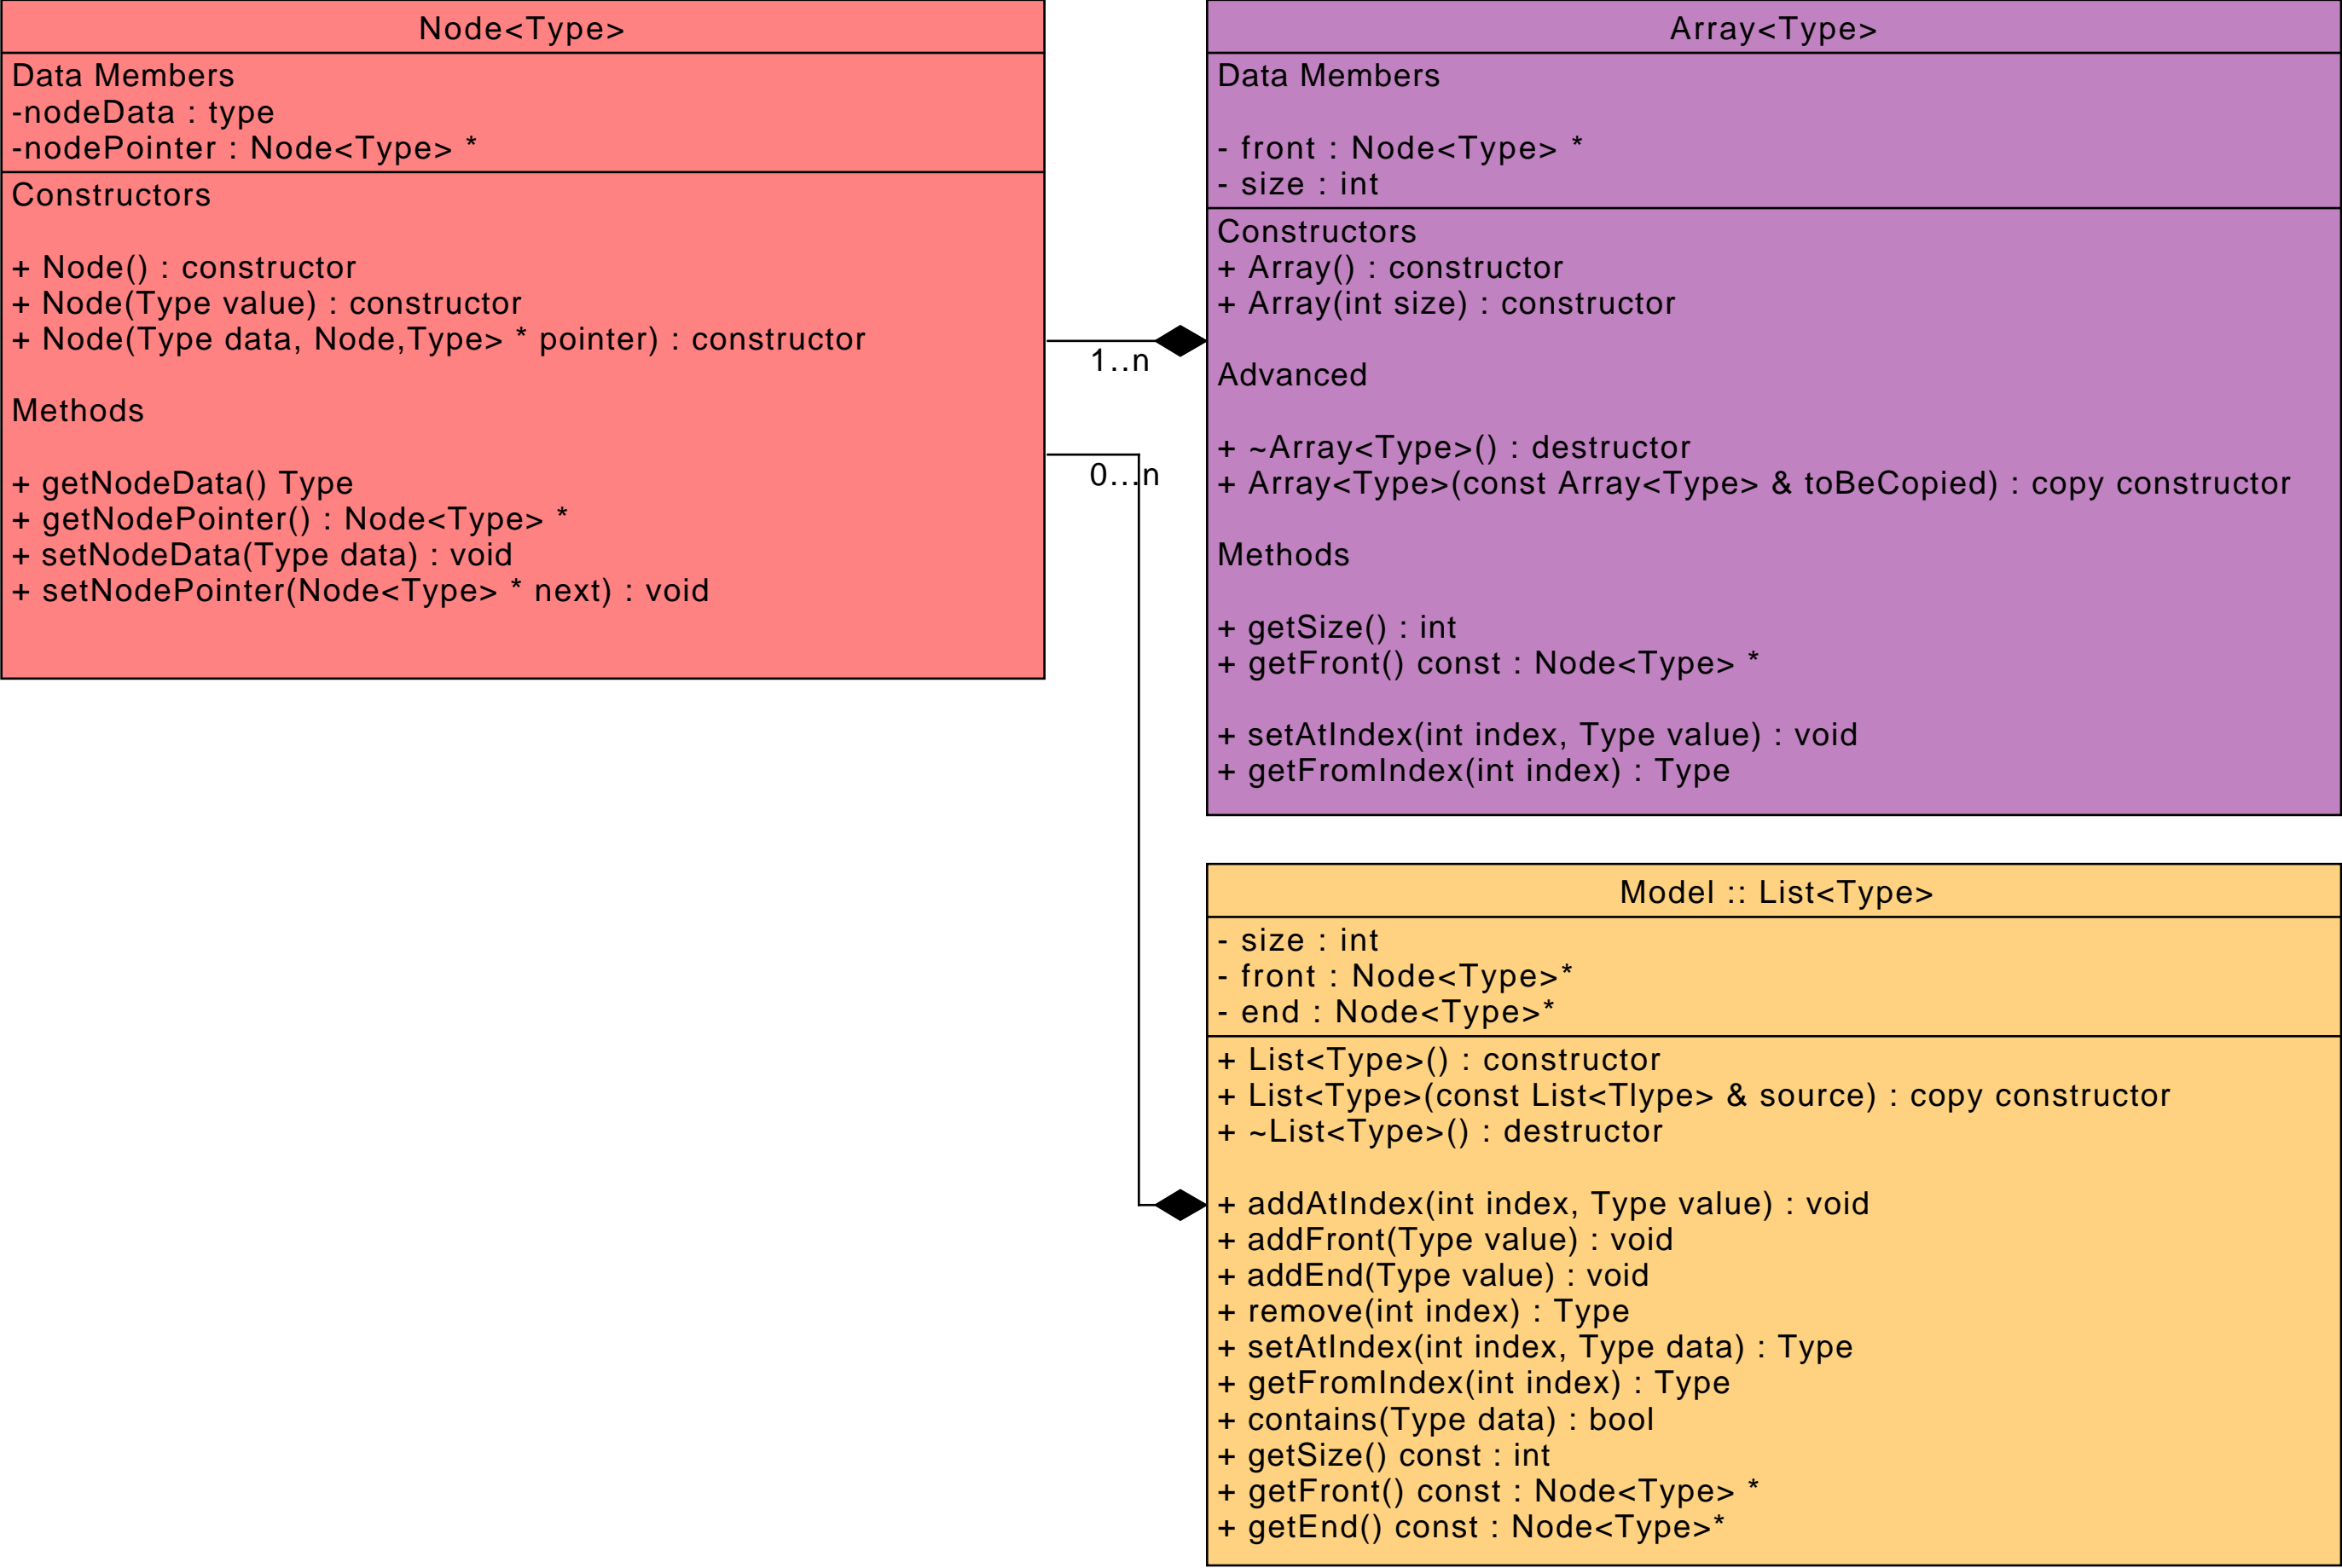 Node<Type>
Data Members
-nodeData : type
-nodePointer : Node<Type> *
Constructors
+ Node() : constructor
+ Node(Type value) : constructor
+ Node(Type data, Node,Type> * pointer) : constructor
Methods
+ getNodeData() Type
+ getNodePointer() : Node<Type> *
+ setNodeData(Type data) : void
+ setNodePointer(Node<Type> * next) : void
1..n
0...n
Array<Type>
Data Members
- front : Node<Type> *
- size : int
Constructors
+ Array() : constructor
+ Array(int size) : constructor
Advanced
+ ~Array<Type>() : destructor
+ Array<Type>(const Array<Type> & toBeCopied) : copy constructor
Methods
+ getSize() : int
+ getFront() const : Node<Type> *
+ setAtIndex(int index, Type value) : void
+ getFromIndex(int index) : Type
Model :: List<Type>
- size : int
- front : Node<Type>*
- end : Node<Type>*
+ List<Type>() : constructor
+ List<Type>(const List<Tlype> & source) : copy constructor
+ ~List<Type>() : destructor
+ addAtIndex(int index, Type value) : void
+ addFront(Type value) : void
+ addEnd(Type value) : void
+ remove(int index) : Type
+ setAtIndex(int index, Type data) : Type
+ getFromIndex(int index) : Type
+ contains(Type data) : bool
+ getSize() const : int
+ getFront() const : Node<Type> *
+ getEnd() const : Node<Type>*